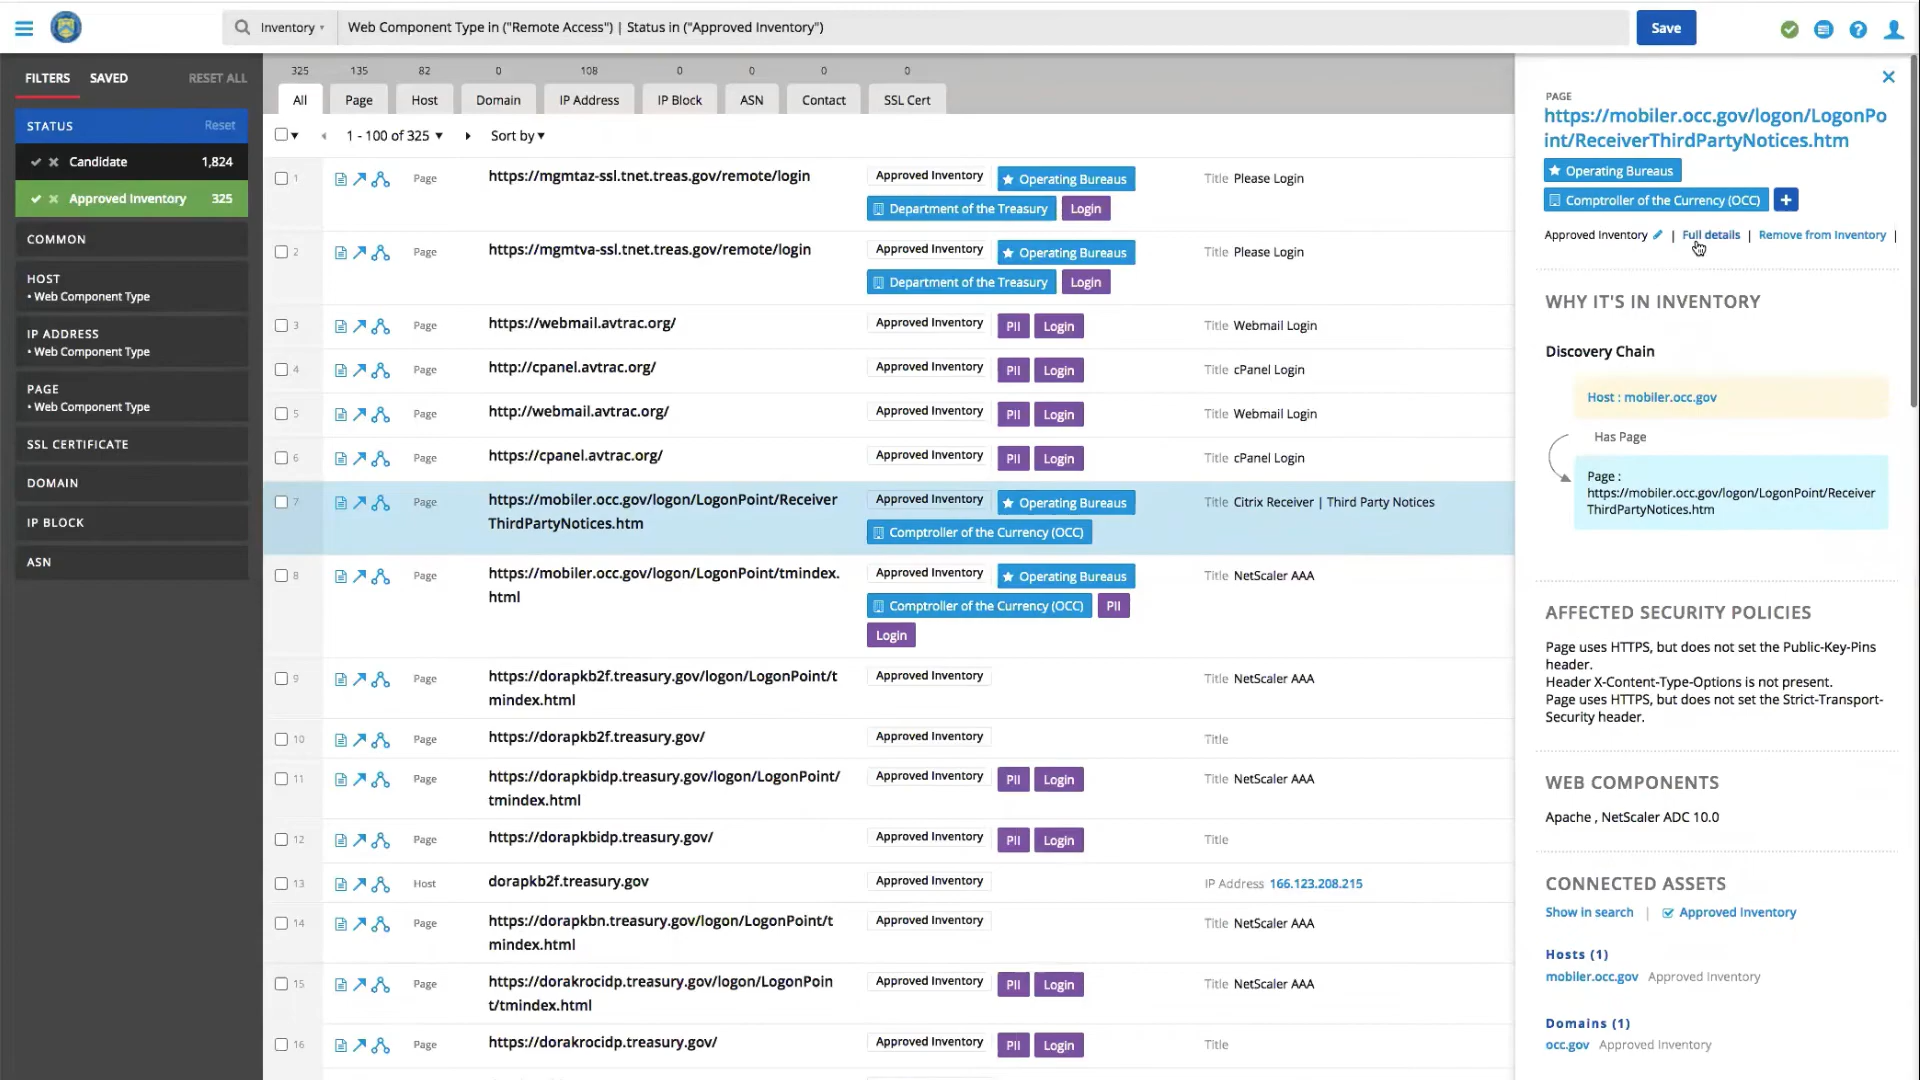 Inventory
Web Component Type in ("Remote Access") | Status in ("Approved Inventory")
Save
FILTERS
SAVED
RESET ALL
STATUS
Reset
Candidate
1,824
Approved Inventory
325
COMMON
HOST
• Web Component Type
IP ADDRESS
• Web Component Type
PAGE
• Web Component Type
SSL CERTIFICATE
DOMAIN
IP BLOCK
ASN
325 135 82 0 108 0 0 0 0
All Page Host Domain IP Address IP Block ASN Contact SSL Cert
1 - 100 of 325
Sort by
1 Page https://mgmtaz-ssl.tnet.treas.gov/remote/login Approved Inventory Operating Bureaus Title Please Login
Department of the Treasury Login
2 Page https://mgmtva-ssl.tnet.treas.gov/remote/login Approved Inventory Operating Bureaus Title Please Login
Department of the Treasury Login
3 Page https://webmail.avtrac.org/ Approved Inventory PII Login Title Webmail Login
4 Page http://cpanel.avtrac.org/ Approved Inventory PII Login Title cPanel Login
5 Page http://webmail.avtrac.org/ Approved Inventory PII Login Title Webmail Login
6 Page https://cpanel.avtrac.org/ Approved Inventory PII Login Title cPanel Login
7 Page https://mobiler.occ.gov/logon/LogonPoint/Receiver Approved Inventory Operating Bureaus Title Citrix Receiver | Third Party Notices
ThirdPartyNotices.htm Comptroller of the Currency (OCC)
8 Page https://mobiler.occ.gov/logon/LogonPoint/tmindex. Approved Inventory Operating Bureaus Title NetScaler AAA
html Comptroller of the Currency (OCC) PII
Login
9 Page https://dorapkb2f.treasury.gov/logon/LogonPoint/t Approved Inventory Title NetScaler AAA
mindex.html
10 Page https://dorapkb2f.treasury.gov/ Approved Inventory Title
11 Page https://dorapkbidp.treasury.gov/logon/LogonPoint/ Approved Inventory PII Login Title NetScaler AAA
tmindex.html
12 Page https://dorapkbidp.treasury.gov/ Approved Inventory PII Login Title
13 Host dorapkb2f.treasury.gov Approved Inventory IP Address 166.123.208.215
14 Page https://dorapkbn.treasury.gov/logon/LogonPoint/t Approved Inventory Title NetScaler AAA
mindex.html
15 Page https://dorakrocidp.treasury.gov/logon/LogonPoin Approved Inventory PII Login Title NetScaler AAA
t/tmindex.html
16 Page https://dorakrocidp.treasury.gov/ Approved Inventory PII Login Title
PAGE
https://mobiler.occ.gov/logon/LogonPo
int/ReceiverThirdPartyNotices.htm
Operating Bureaus
Comptroller of the Currency (OCC)
Approved Inventory | Full details | Remove from Inventory |
WHY IT'S IN INVENTORY
Discovery Chain
Host : mobiler.occ.gov
Has Page
Page :
https://mobiler.occ.gov/logon/LogonPoint/Receiver
ThirdPartyNotices.htm
AFFECTED SECURITY POLICIES
Page uses HTTPS, but does not set the Public-Key-Pins
header.
Header X-Content-Type-Options is not present.
Page uses HTTPS, but does not set the Strict-Transport-
Security header.
WEB COMPONENTS
Apache , NetScaler ADC 10.0
CONNECTED ASSETS
Show in search | Approved Inventory
Hosts (1)
mobiler.occ.gov Approved Inventory
Domains (1)
occ.gov Approved Inventory